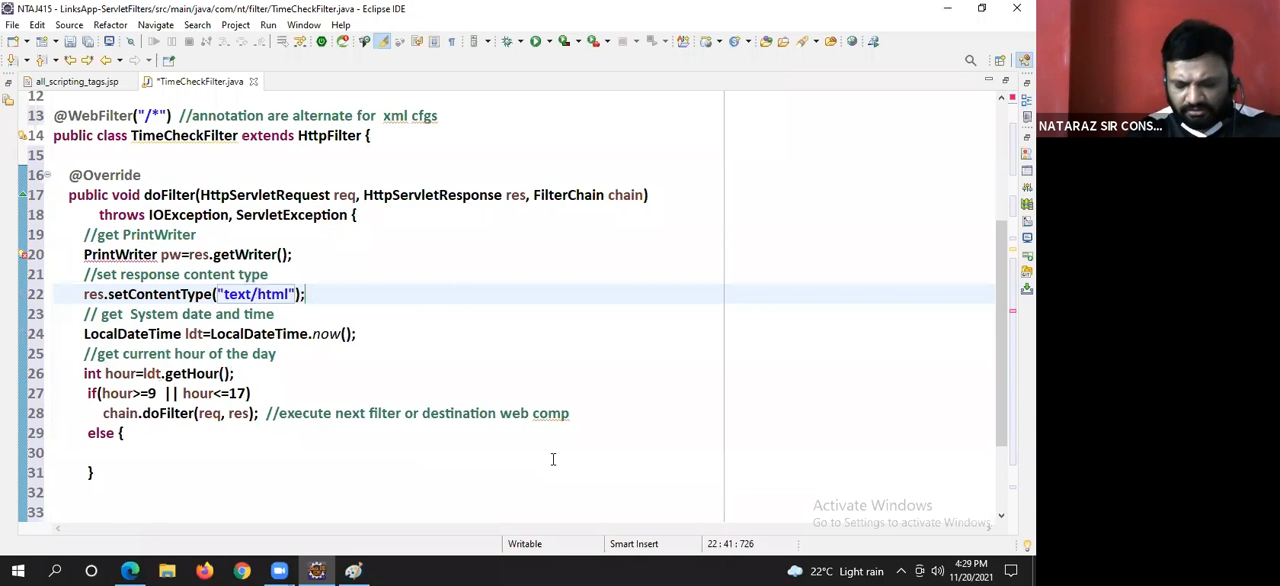 NTAJ415 - LinksApp-ServletFilters/src/main/java/com/nt/filter/TimeCheckFilter.java - Eclipse IDE
File Edit Source Refactor Navigate Search Project Run Window Help
all_scripting_tags.jsp
*TimeCheckFilter.java
12
13 @WebFilter("/*") //annotation are alternate for xml cfgs
14 public class TimeCheckFilter extends HttpFilter {
15
16 @Override
17 public void doFilter(HttpServletRequest req, HttpServletResponse res, FilterChain chain)
18 throws IOException, ServletException {
19 //get PrintWriter
20 PrintWriter pw=res.getWriter();
21 //set response content type
22 res.setContentType("text/html");
23 // get System date and time
24 LocalDateTime ldt=LocalDateTime.now();
25 //get current hour of the day
26 int hour=ldt.getHour();
27 if(hour>=9 || hour<=17)
28 chain.doFilter(req, res); //execute next filter or destination web comp
29 else {
30
31 }
32
33
NATARAZ SIR CONS...
Activate Windows
Go to Settings to activate Windows.
Writable Smart Insert 22 : 41 : 726
22°C Light rain
4:29 PM
11/20/2021